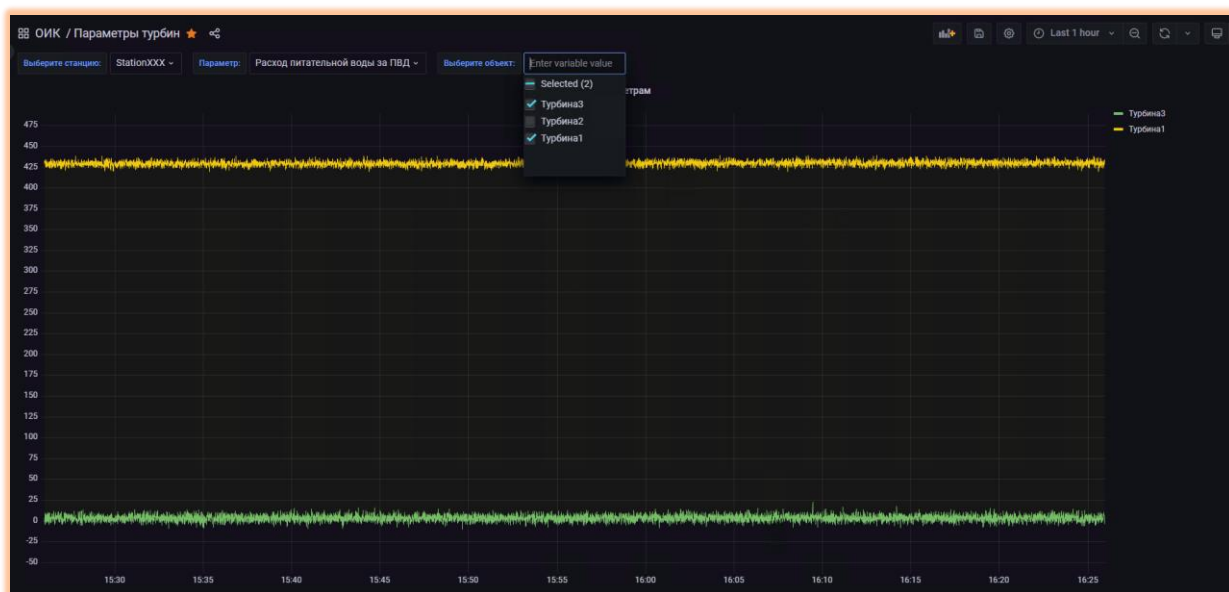 ОИК / Параметры турбин
Last 1 hour
Выберите станцию: StationXXX Параметр: Расход питательной воды за ПВД Выберите объект: Enter variable value
Selected (2)
Турбина3
Турбина2
Турбина1
етрам
Турбина3
Турбина1
475
450
425
400
375
350
325
300
275
250
225
200
175
150
125
100
75
50
25
0
-25
-50
15:30 15:35 15:40 15:45 15:50 15:55 16:00 16:05 16:10 16:15 16:20 16:25